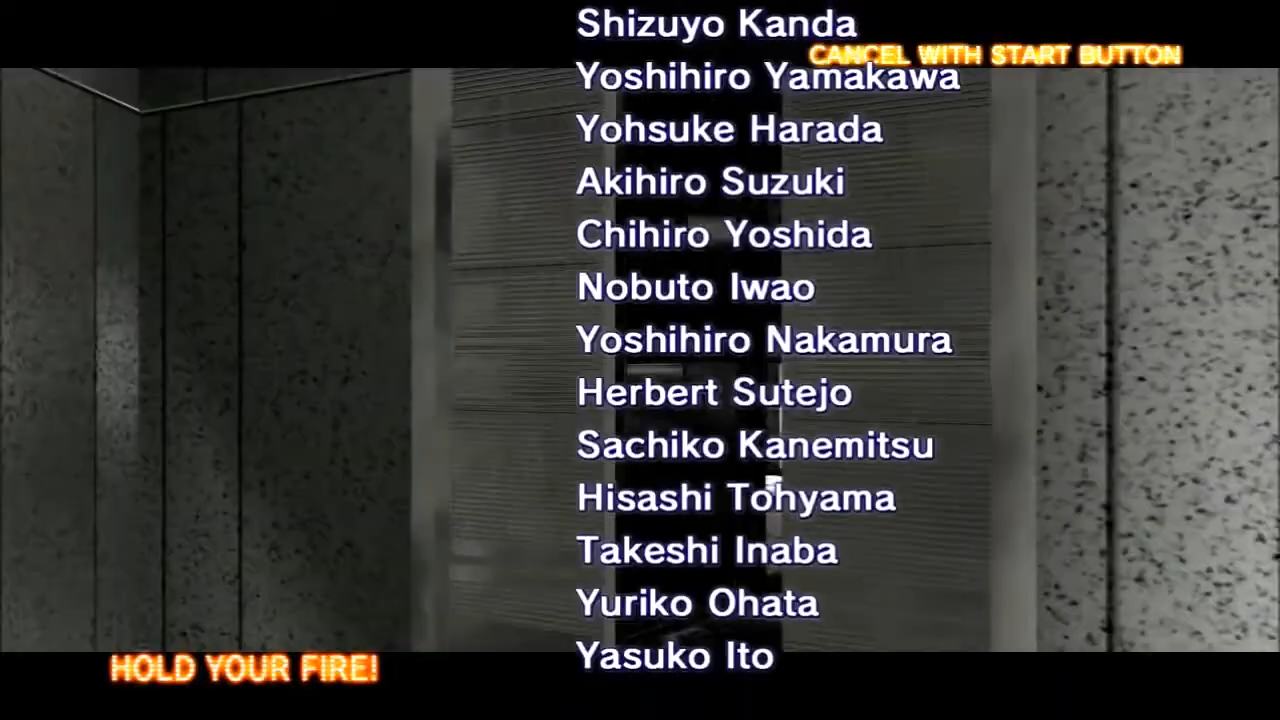 Shizuyo Kanda
CANCEL WITH START BUTTON
Yoshihiro Yamakawa
Yohsuke Harada
Akihiro Suzuki
Chihiro Yoshida
Nobuto Iwao
Yoshihiro Nakamura
Herbert Sutejo
Sachiko Kanemitsu
Hisashi Tohyama
Takeshi Inaba
Yuriko Ohata
Yasuko Ito
HOLD YOUR FIRE!